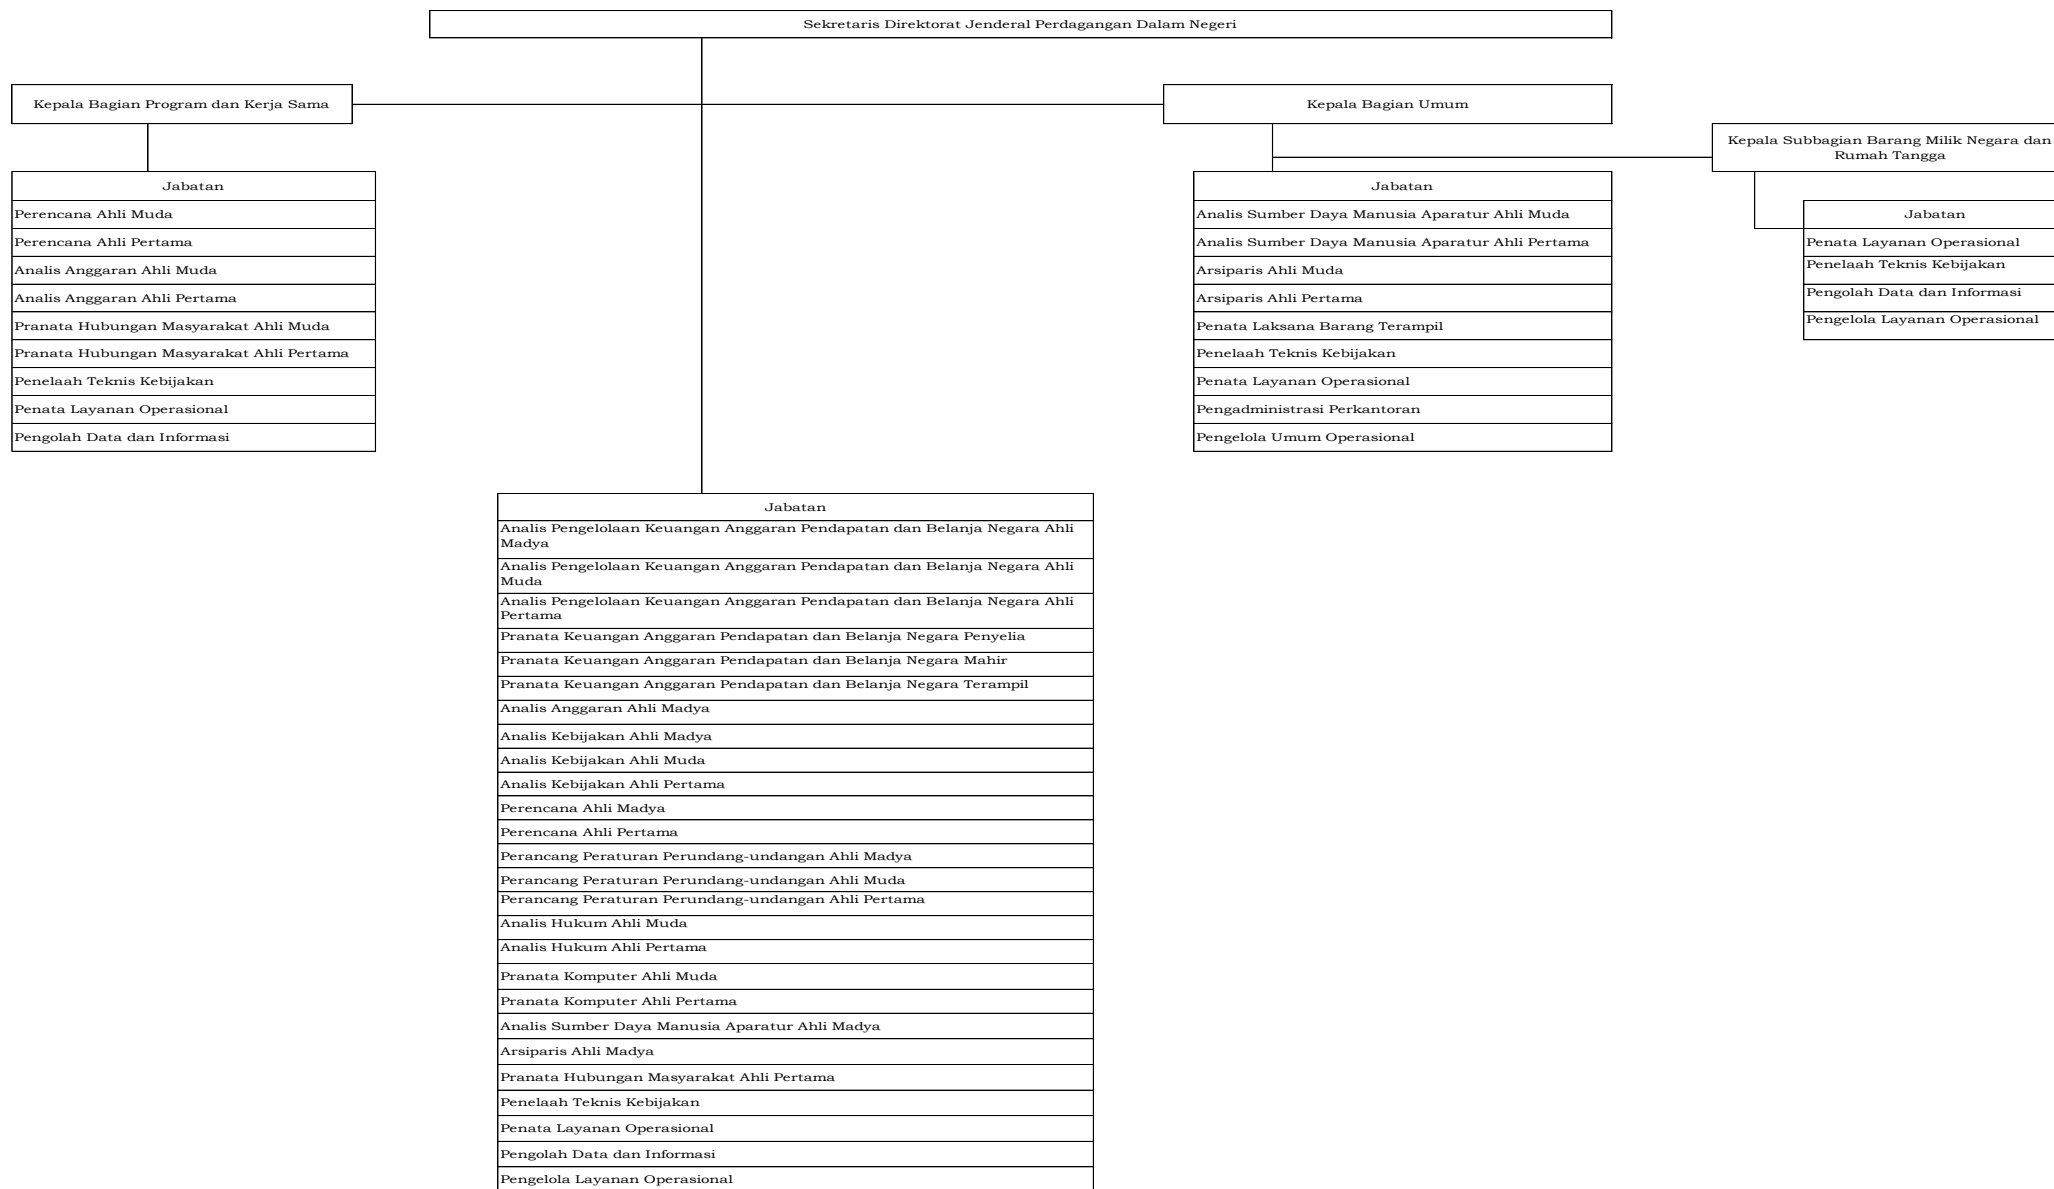 Sekretaris Direktorat Jenderal Perdagangan Dalam Negeri
Kepala Bagian Program dan Kerja Sama
Kepala Bagian Umum
Kepala Subbagian Barang Milik Negara dan
Rumah Tangga
Jabatan
Perencana Ahli Muda
Perencana Ahli Pertama
Analis Anggaran Ahli Muda
Analis Anggaran Ahli Pertama
Pranata Hubungan Masyarakat Ahli Muda
Pranata Hubungan Masyarakat Ahli Pertama
Penelaah Teknis Kebijakan
Penata Layanan Operasional
Pengolah Data dan Informasi
Jabatan
Analis Sumber Daya Manusia Aparatur Ahli Muda
Analis Sumber Daya Manusia Aparatur Ahli Pertama
Arsiparis Ahli Muda
Arsiparis Ahli Pertama
Penata Laksana Barang Terampil
Penelaah Teknis Kebijakan
Penata Layanan Operasional
Pengadministrasi Perkantoran
Pengelola Umum Operasional
Jabatan
Penata Layanan Operasional
Penelaah Teknis Kebijakan
Pengolah Data dan Informasi
Pengelola Layanan Operasional
Jabatan
Analis Pengelolaan Keuangan Anggaran Pendapatan dan Belanja Negara Ahli
Madya
Analis Pengelolaan Keuangan Anggaran Pendapatan dan Belanja Negara Ahli
Muda
Analis Pengelolaan Keuangan Anggaran Pendapatan dan Belanja Negara Ahli
Pertama
Pranata Keuangan Anggaran Pendapatan dan Belanja Negara Penyelia
Pranata Keuangan Anggaran Pendapatan dan Belanja Negara Mahir
Pranata Keuangan Anggaran Pendapatan dan Belanja Negara Terampil
Analis Anggaran Ahli Madya
Analis Kebijakan Ahli Madya
Analis Kebijakan Ahli Muda
Analis Kebijakan Ahli Pertama
Perencana Ahli Madya
Perencana Ahli Pertama
Perancang Peraturan Perundang-undangan Ahli Madya
Perancang Peraturan Perundang-undangan Ahli Muda
Perancang Peraturan Perundang-undangan Ahli Pertama
Analis Hukum Ahli Muda
Analis Hukum Ahli Pertama
Pranata Komputer Ahli Muda
Pranata Komputer Ahli Pertama
Analis Sumber Daya Manusia Aparatur Ahli Madya
Arsiparis Ahli Madya
Pranata Hubungan Masyarakat Ahli Pertama
Penelaah Teknis Kebijakan
Penata Layanan Operasional
Pengolah Data dan Informasi
Pengelola Layanan Operasional